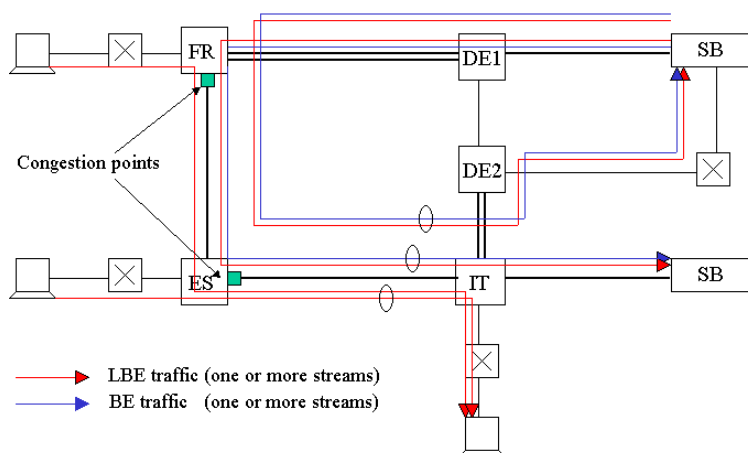 FR
DE1
SB
Congestion points
DE2
ES
IT
SB
LBE traffic (one or more streams)
BE traffic (one or more streams)